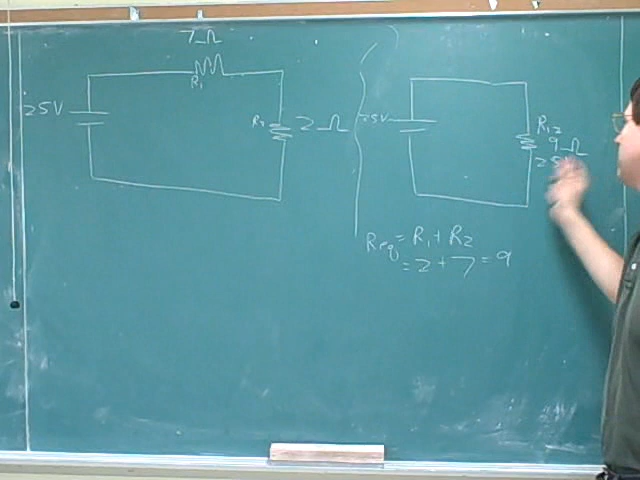 7Ω
R1
25V
R2
2Ω
25V
R12
9Ω
Req = R1 + R2
= 2 + 7 = 9